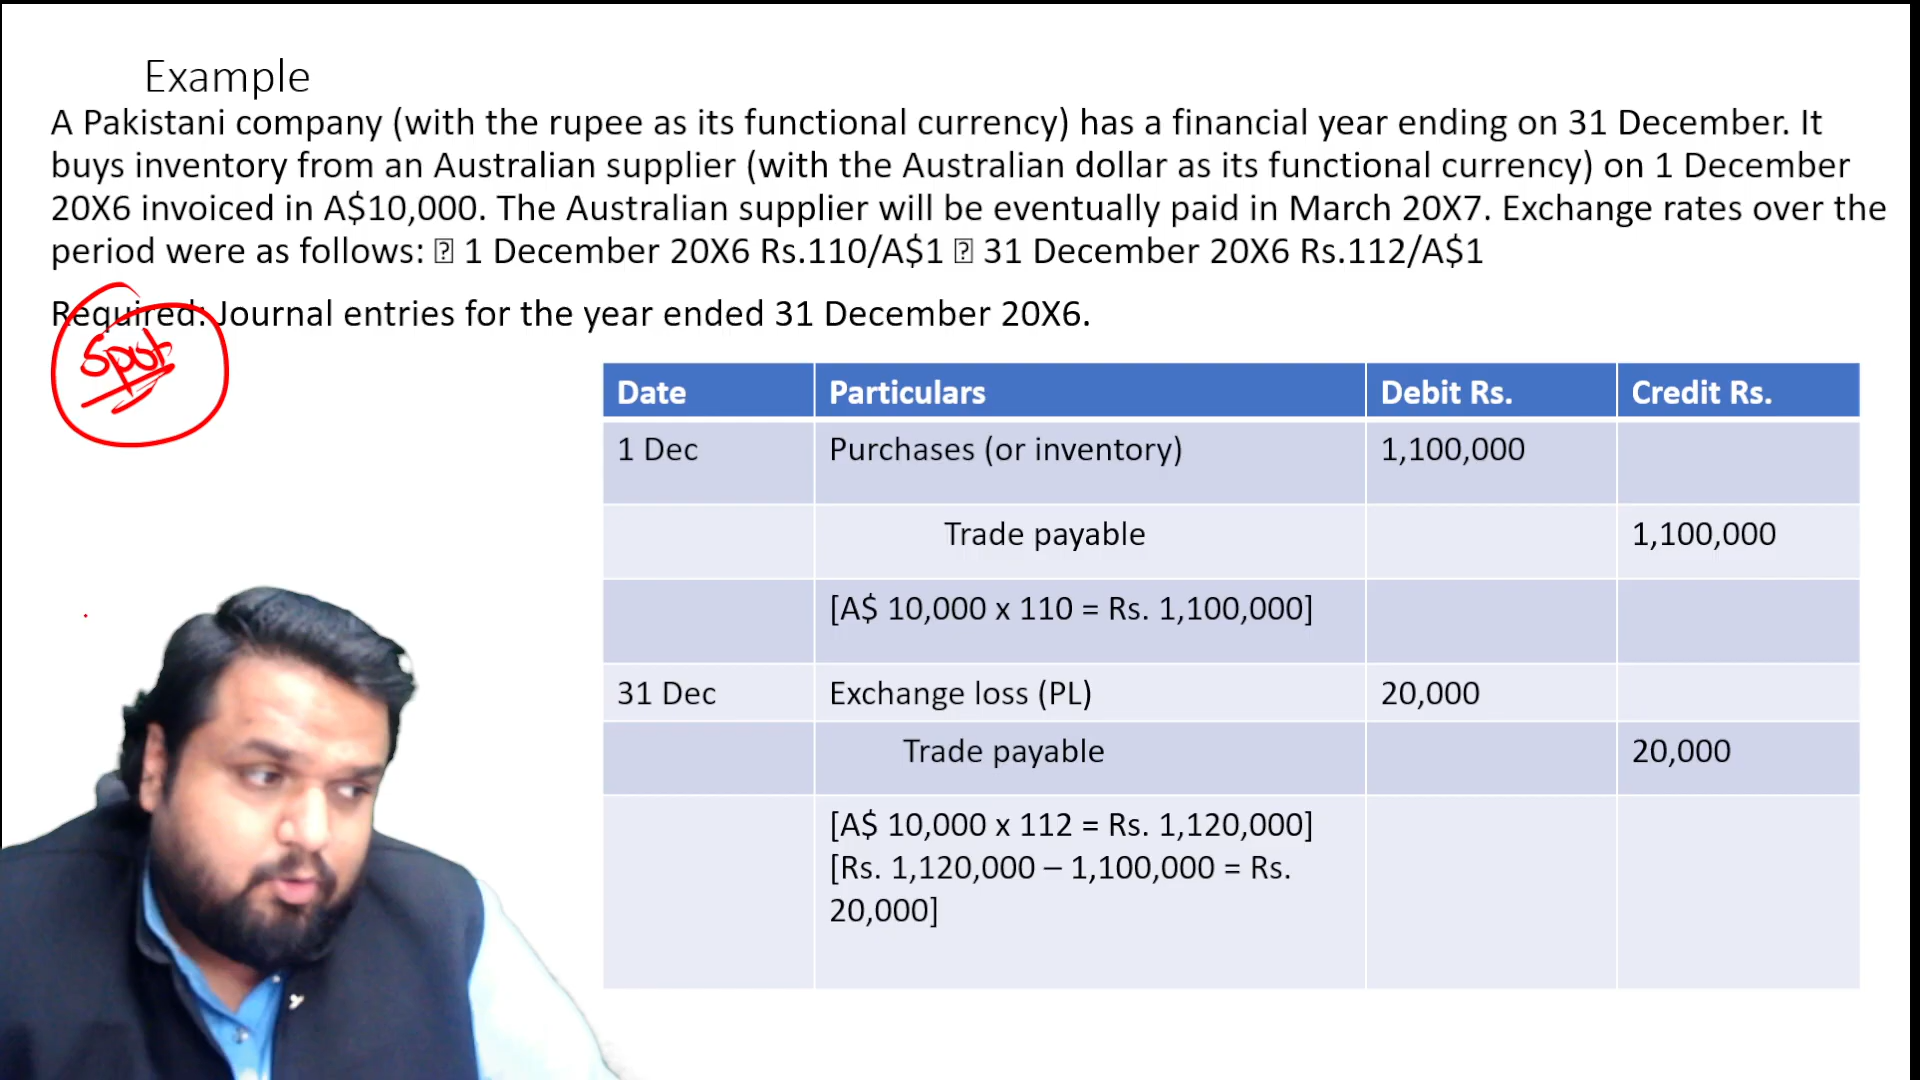 Example
A Pakistani company (with the rupee as its functional currency) has a financial year ending on 31 December. It
buys inventory from an Australian supplier (with the Australian dollar as its functional currency) on 1 December
20X6 invoiced in A$10,000. The Australian supplier will be eventually paid in March 20X7. Exchange rates over the
period were as follows: 1 December 20X6 Rs.110/A$1 31 December 20X6 Rs.112/A$1
Required: Journal entries for the year ended 31 December 20X6.
Spot
Date Particulars Debit Rs. Credit Rs.
1 Dec Purchases (or inventory) 1,100,000
Trade payable 1,100,000
[A$ 10,000 x 110 = Rs. 1,100,000]
31 Dec Exchange loss (PL) 20,000
Trade payable 20,000
[A$ 10,000 x 112 = Rs. 1,120,000]
[Rs. 1,120,000 – 1,100,000 = Rs.
20,000]